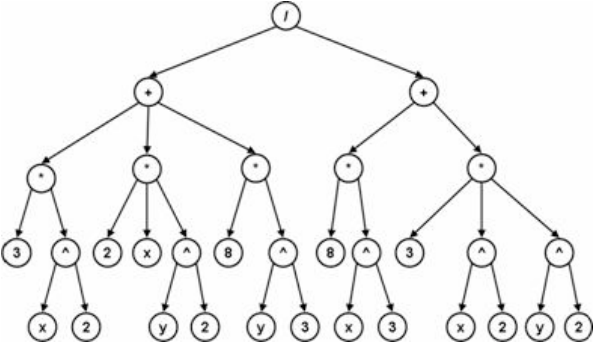 /
+ +
* * * * *
3 ^ 2 x ^ 8 ^ 8 ^ 3 ^ ^
x 2 y 2 y 3 x 3 x 2 y 2